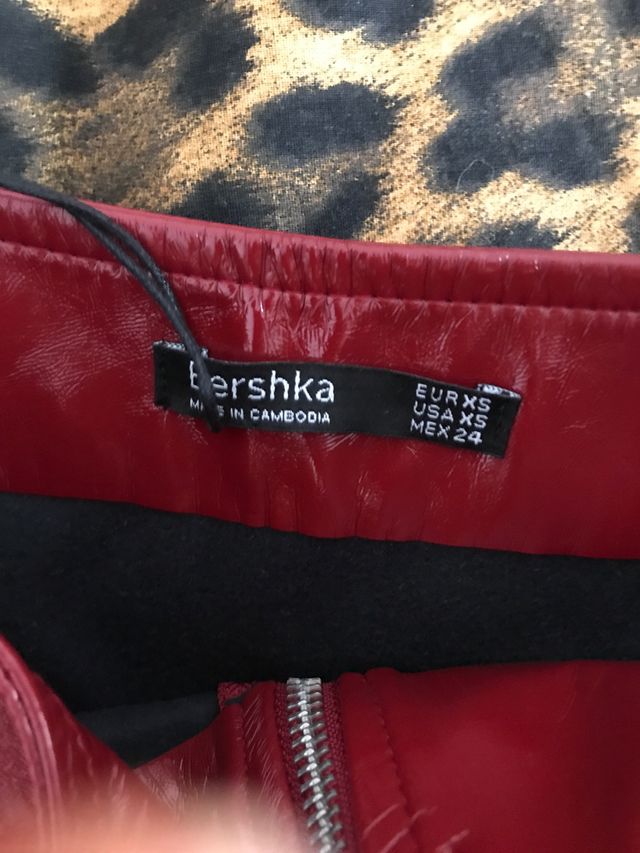 Bershka
MADE IN CAMBODIA
EUR XS
USA XS
MEX 24